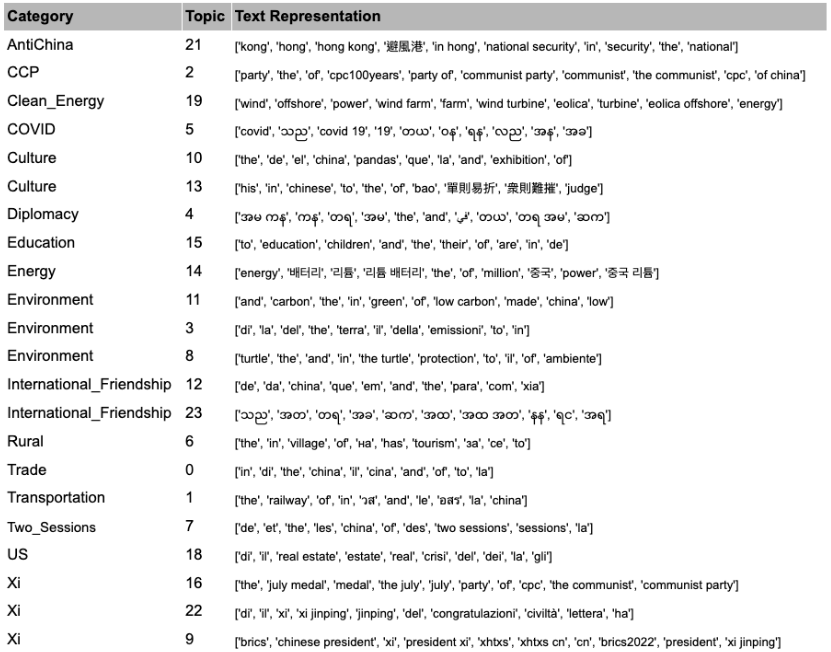 Category Topic Text Representation
AntiChina 21 ['kong', 'hong', 'hong kong', '避風港', 'in hong', 'national security', 'in', 'security', 'the', 'national']
CCP 2 ['party', 'the', 'of', 'cpc100years', 'party of', 'communist party', 'communist', 'the communist', 'cpc', 'of china']
Clean_Energy 19 ['wind', 'offshore', 'power', 'wind farm', 'farm', 'wind turbine', 'eolica', 'turbine', 'eolica offshore', 'energy']
COVID 5 ['covid', 'သည', 'covid 19', '19', 'တယ', 'ဝန', 'ရန', 'လည', 'အန', 'အခ']
Culture 10 ['the', 'de', 'el', 'china', 'pandas', 'que', 'la', 'and', 'exhibition', 'of']
Culture 13 ['his', 'in', 'chinese', 'to', 'the', 'of', 'bao', '單則易折', '衆則難摧', 'judge']
Diplomacy 4 ['အမ ကန', 'ကန', 'တရ', 'အမ', 'the', 'and', 'في', 'တယ', 'တရ အမ', 'ဆက']
Education 15 ['to', 'education', 'children', 'and', 'the', 'their', 'of', 'are', 'in', 'de']
Energy 14 ['energy', '배터리', '리튬', '리튬 배터리', 'the', 'of', 'million', '중국', 'power', '중국 리튬']
Environment 11 ['and', 'carbon', 'the', 'in', 'green', 'of', 'low carbon', 'made', 'china', 'low']
Environment 3 ['di', 'la', 'del', 'the', 'terra', 'il', 'della', 'emissioni', 'to', 'in']
Environment 8 ['turtle', 'the', 'and', 'in', 'the turtle', 'protection', 'to', 'il', 'of', 'ambiente']
International_Friendship 12 ['de', 'da', 'china', 'que', 'em', 'and', 'the', 'para', 'com', 'xia']
International_Friendship 23 ['သည', 'အတ', 'တရ', 'အခ', 'ဆက', 'အထ', 'အထ အတ', 'နန', 'ရင', 'အရ']
Rural 6 ['the', 'in', 'village', 'of', 'на', 'has', 'tourism', 'за', 'се', 'to']
Trade 0 ['in', 'di', 'the', 'china', 'il', 'cina', 'and', 'of', 'to', 'la']
Transportation 1 ['the', 'railway', 'of', 'in', 'วส', 'and', 'le', 'อสร', 'la', 'china']
Two_Sessions 7 ['de', 'et', 'the', 'les', 'china', 'of', 'des', 'two sessions', 'sessions', 'la']
US 18 ['di', 'il', 'real estate', 'estate', 'real', 'crisi', 'del', 'dei', 'la', 'gli']
Xi 16 ['the', 'july medal', 'medal', 'the july', 'july', 'party', 'of', 'cpc', 'the communist', 'communist party']
Xi 22 ['di', 'il', 'xi', 'xi jinping', 'jinping', 'del', 'congratulazioni', 'civiltà', 'lettera', 'ha']
Xi 9 ['brics', 'chinese president', 'xi', 'president xi', 'xhtxs', 'xhtxs cn', 'cn', 'brics2022', 'president', 'xi jinping']